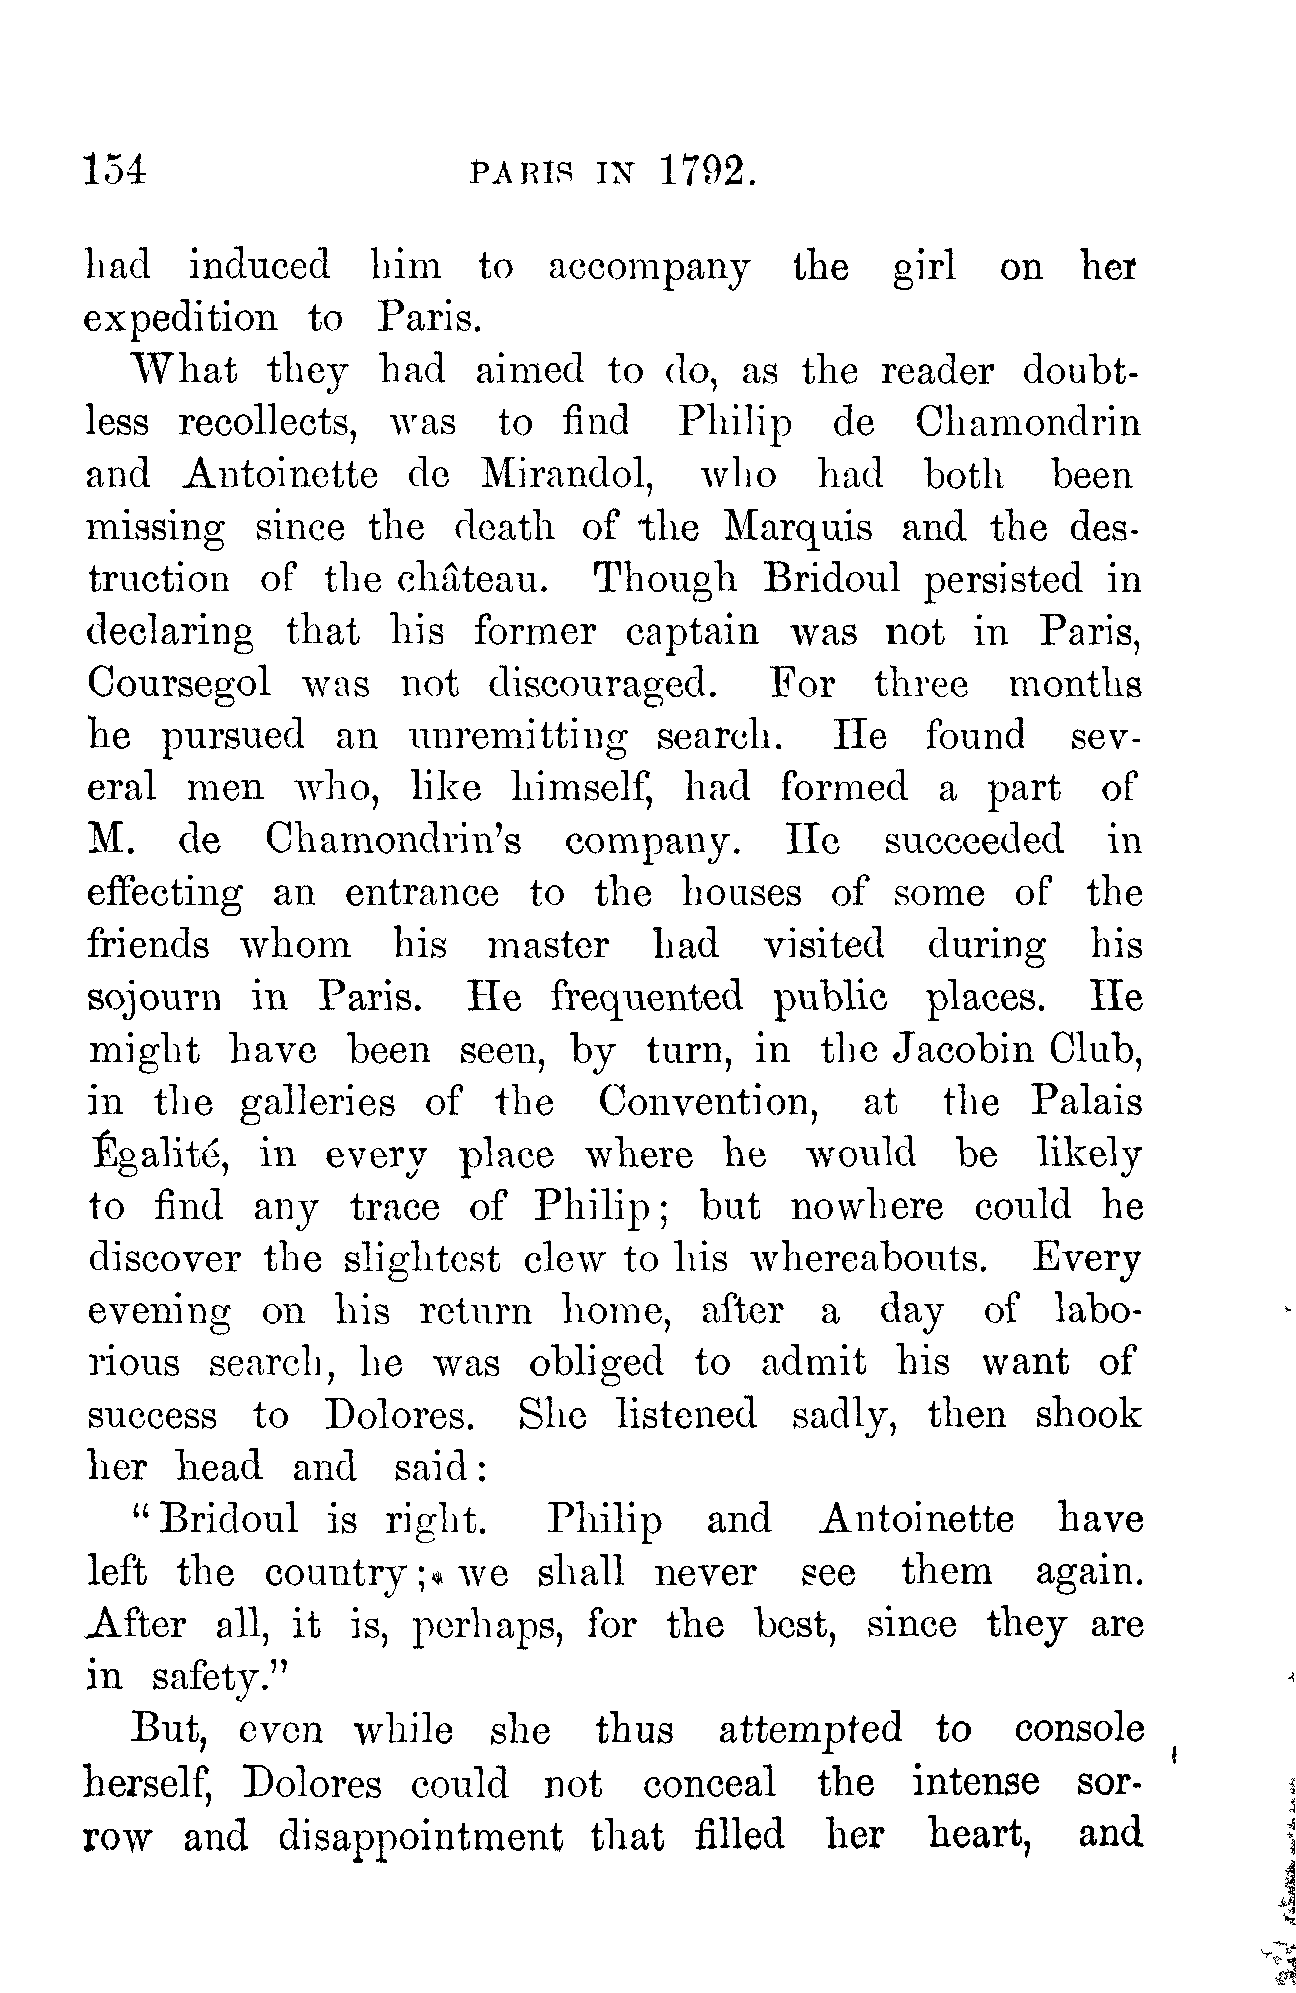 154 PARIS IN 1792.
had induced him to accompany the girl on her
expedition to Paris.
What they had aimed to do, as the reader doubt-
less recollects, was to find Philip de Chamondrin
and Antoinette de Mirandol, who had both been
missing since the death of the Marquis and the des-
truction of the château. Though Bridoul persisted in
declaring that his former captain was not in Paris,
Coursegol was not discouraged. For three months
he pursued an unremitting search. He found sev-
eral men who, like himself, had formed a part of
M. de Chamondrin's company. He succeeded in
effecting an entrance to the houses of some of the
friends whom his master had visited during his
sojourn in Paris. He frequented public places. He
might have been seen, by turn, in the Jacobin Club,
in the galleries of the Convention, at the Palais
Égalité, in every place where he would be likely
to find any trace of Philip; but nowhere could he
discover the slightest clew to his whereabouts. Every
evening on his return home, after a day of labo-
rious search, he was obliged to admit his want of
success to Dolores. She listened sadly, then shook
her head and said:
"Bridoul is right. Philip and Antoinette have
left the country; we shall never see them again.
After all, it is, perhaps, for the best, since they are
in safety."
But, even while she thus attempted to console
herself, Dolores could not conceal the intense sor-
row and disappointment that filled her heart, and